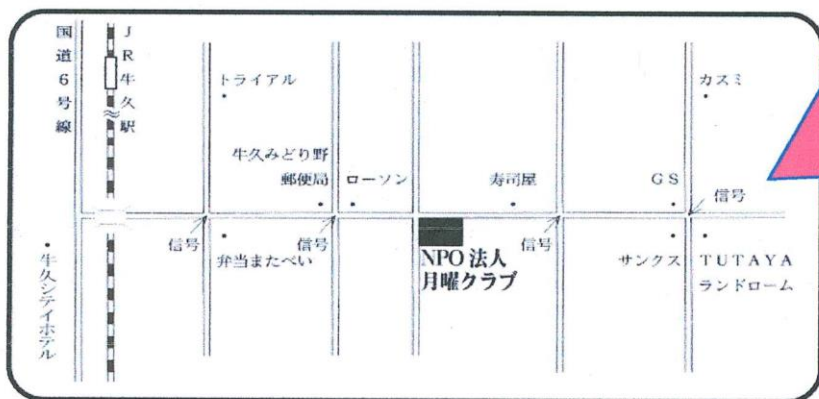 国道6号線
JR牛久駅
トライアル
カスミ
牛久みどり野
郵便局
ローソン
寿司屋
GS
信号
信号
弁当またべい
信号
NPO法人
月曜クラブ
信号
サンクス
TUTAYA
ランドローム
牛久シテイホテル